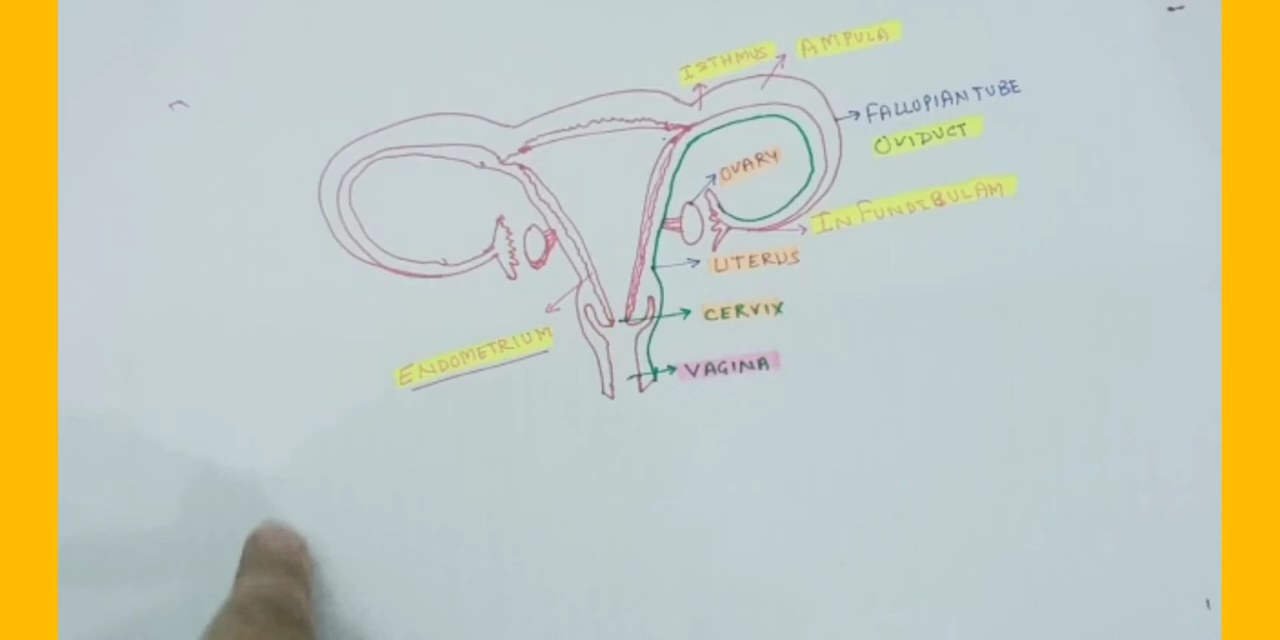 ISTHMUS
AMPULA
FALLOPIAN TUBE
OVIDUCT
OVARY
INFUNDIBULAM
UTERUS
CERVIX
ENDOMETRIUM
VAGINA